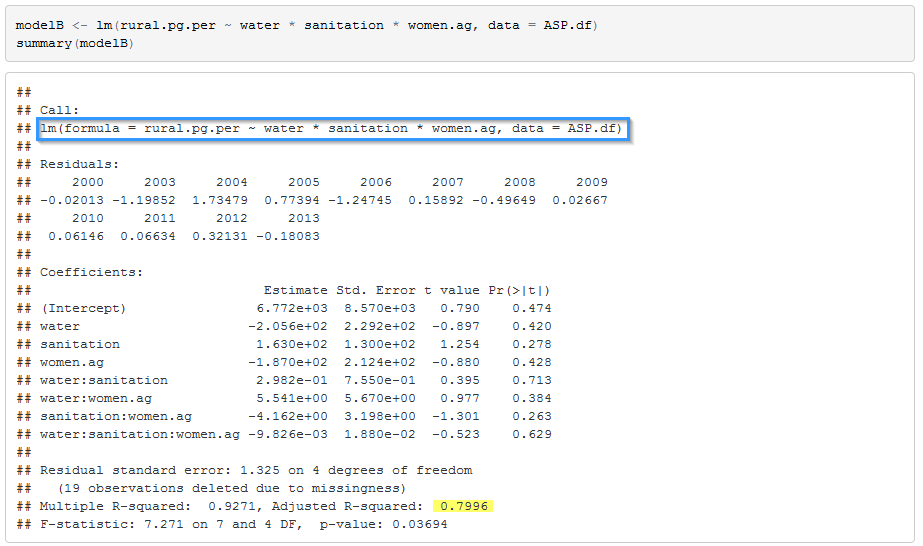 modelB <- lm(rural.pg.per ~ water * sanitation * women.ag, data = ASP.df)
summary(modelB)
##
## Call:
## lm(formula = rural.pg.per ~ water * sanitation * women.ag, data = ASP.df)
##
## Residuals:
##     2000     2003     2004     2005     2006     2007     2008     2009
## -0.02013 -1.19852  1.73479  0.77394 -1.24745  0.15892 -0.49649  0.02667
##     2010     2011     2012     2013
##  0.06146  0.06634  0.32131 -0.18083
##
## Coefficients:
##                             Estimate Std. Error t value Pr(>|t|)
## (Intercept)                6.772e+03  8.570e+03   0.790    0.474
## water                     -2.056e+02  2.292e+02  -0.897    0.420
## sanitation                 1.630e+02  1.300e+02   1.254    0.278
## women.ag                  -1.870e+02  2.124e+02  -0.880    0.428
## water:sanitation           2.982e-01  7.550e-01   0.395    0.713
## water:women.ag             5.541e+00  5.670e+00   0.977    0.384
## sanitation:women.ag       -4.162e+00  3.198e+00  -1.301    0.263
## water:sanitation:women.ag -9.826e-03  1.880e-02  -0.523    0.629
##
## Residual standard error: 1.325 on 4 degrees of freedom
##   (19 observations deleted due to missingness)
## Multiple R-squared:  0.9271, Adjusted R-squared:  0.7996
## F-statistic: 7.271 on 7 and 4 DF,  p-value: 0.03694